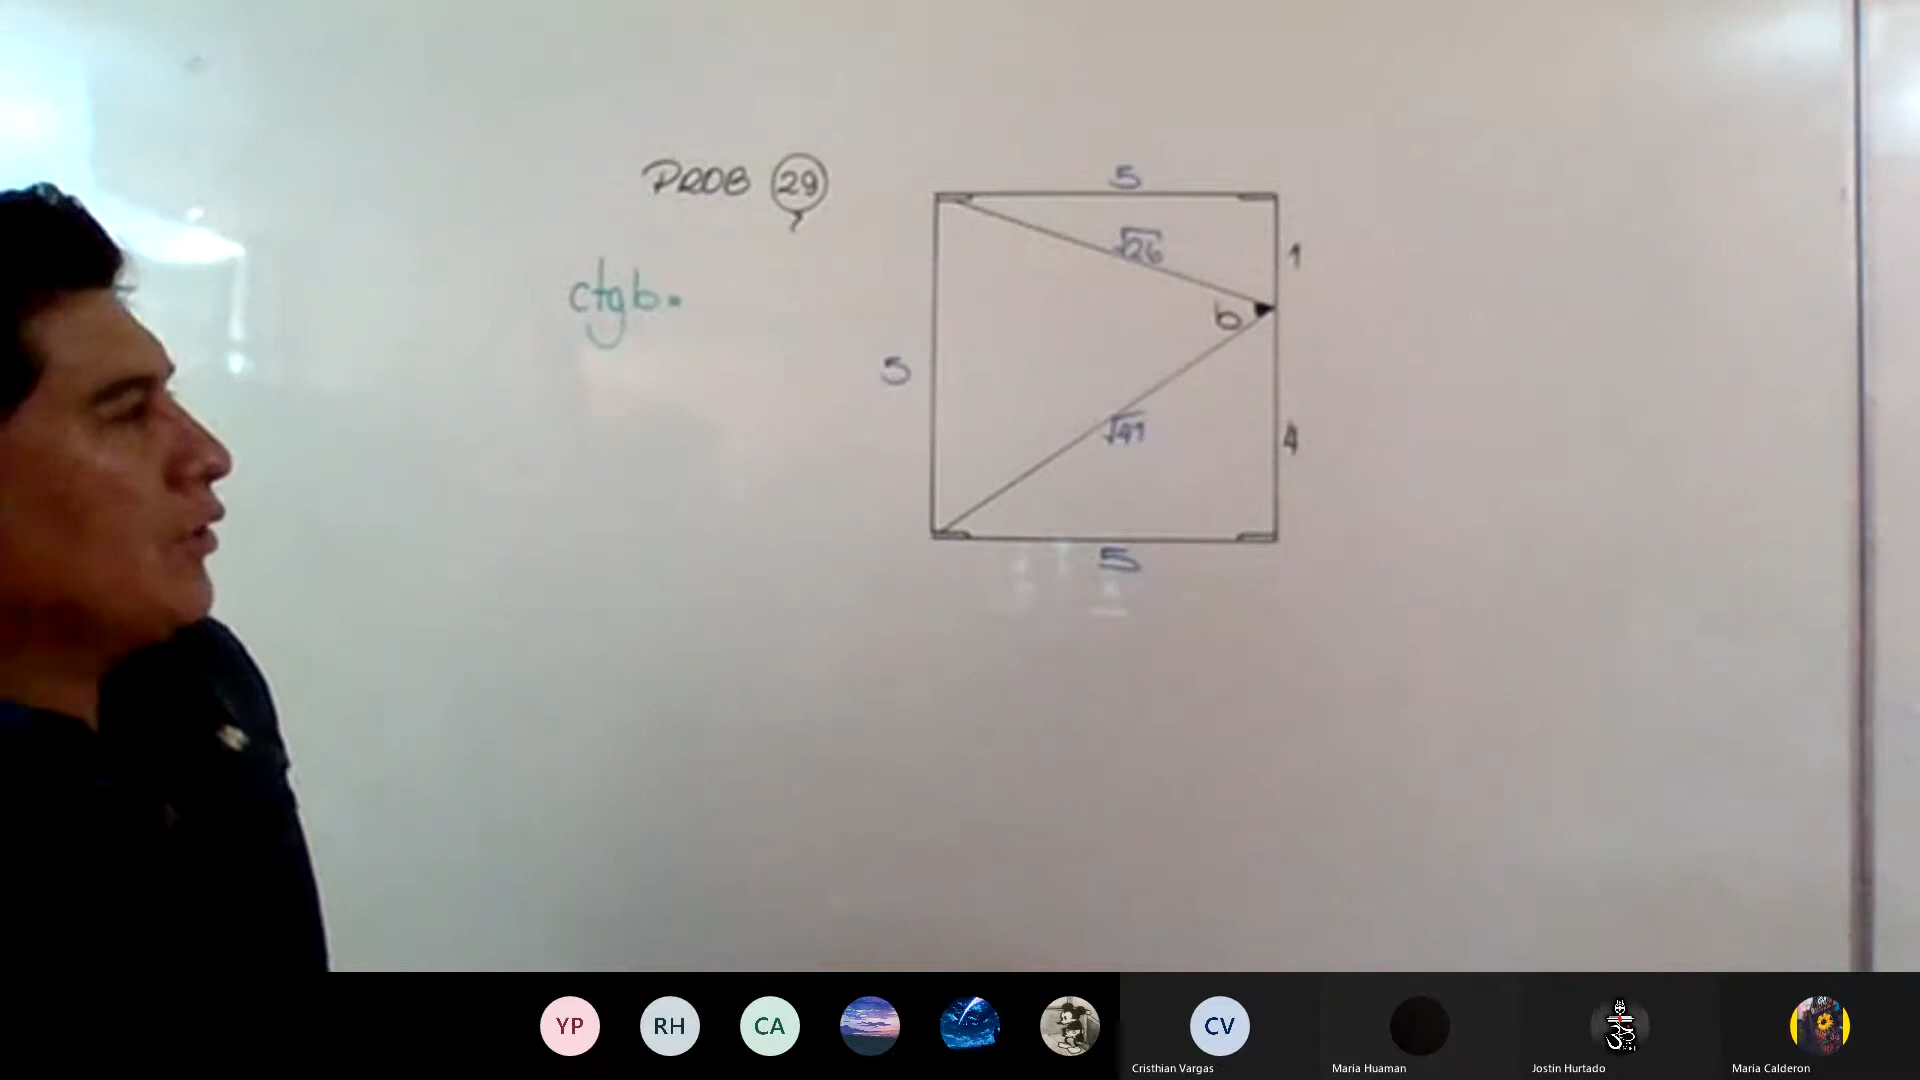 PROB 29
5
√26
1
ctgb=
b
5
√41
4
5
YP RH CA CV
Cristhian Vargas Maria Huaman Jostin Hurtado Maria Calderon